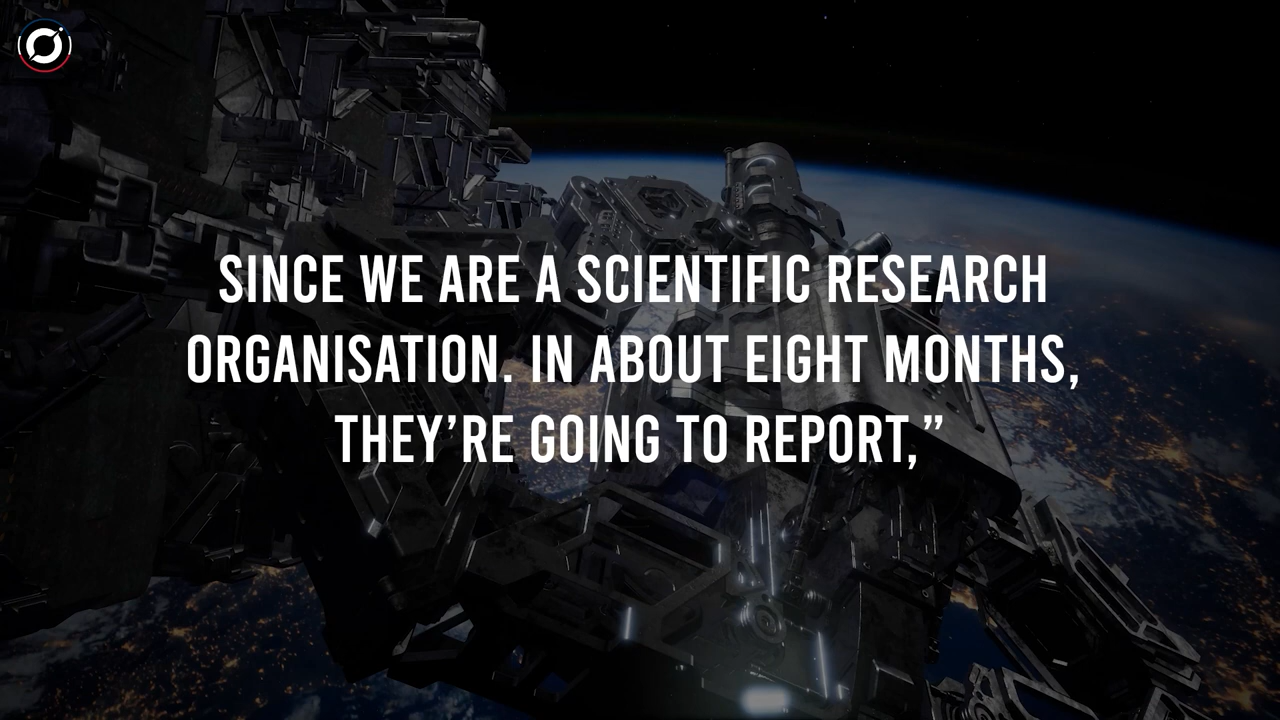 SINCE WE ARE A SCIENTIFIC RESEARCH
ORGANISATION. IN ABOUT EIGHT MONTHS,
THEY’RE GOING TO REPORT,”